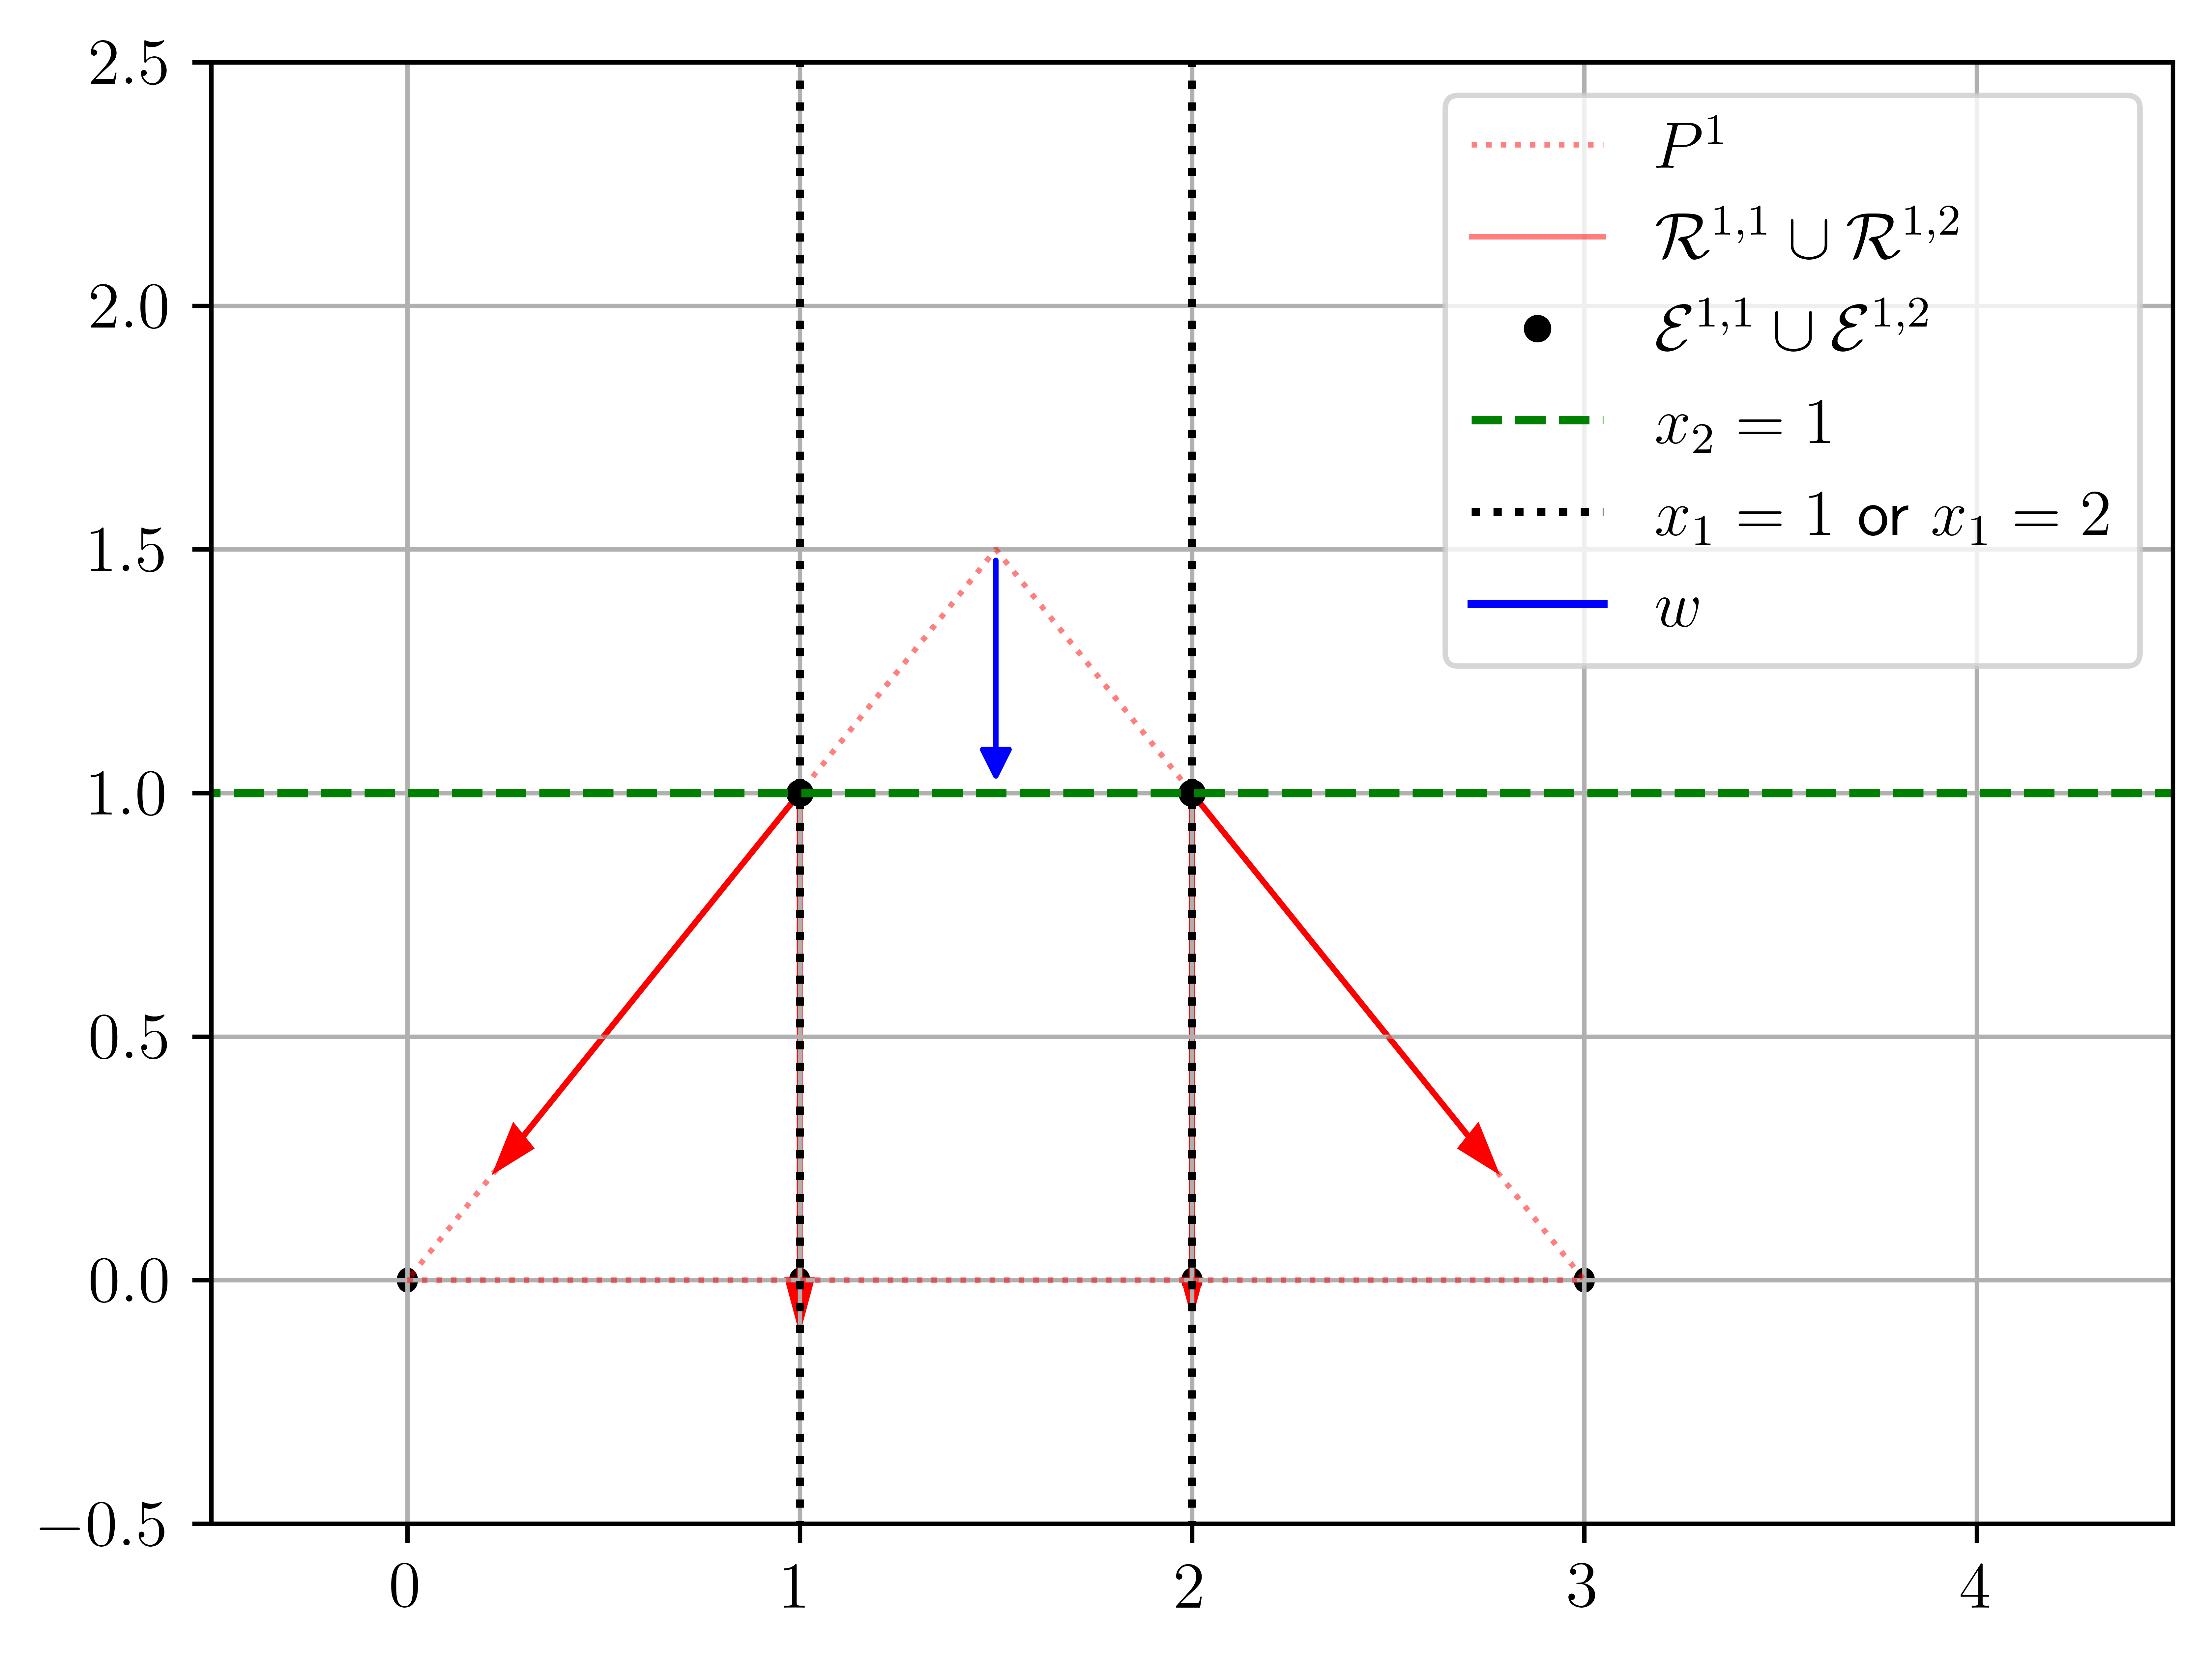 2.5
2.0
1.5
1.0
0.5
0.0
−0.5
0 1 2 3 4
P¹
ℛ¹,¹ ∪ ℛ¹,²
ℰ¹,¹ ∪ ℰ¹,²
x₂ = 1
x₁ = 1 or x₁ = 2
w